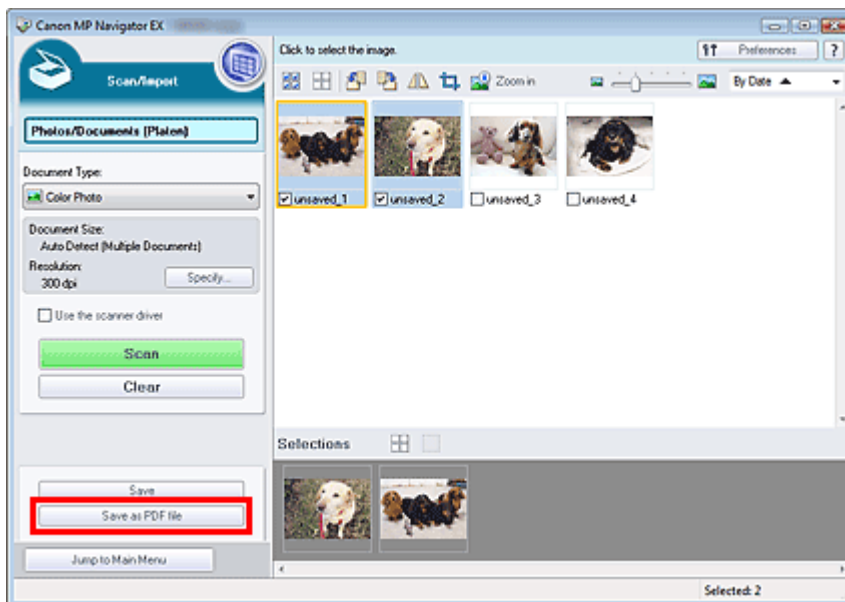 Canon MP Navigator EX
Scan/Import
Photos/Documents (Platen)
Document Type:
Color Photo
Document Size:
Auto Detect (Multiple Documents)
Resolution:
300 dpi
Specify...
Use the scanner driver
Scan
Clear
Save
Save as PDF file
Jump to Main Menu
Click to select the image.
Preferences
?
Zoom in
By Date
unsaved_1
unsaved_2
unsaved_3
unsaved_4
Selections
Selected: 2